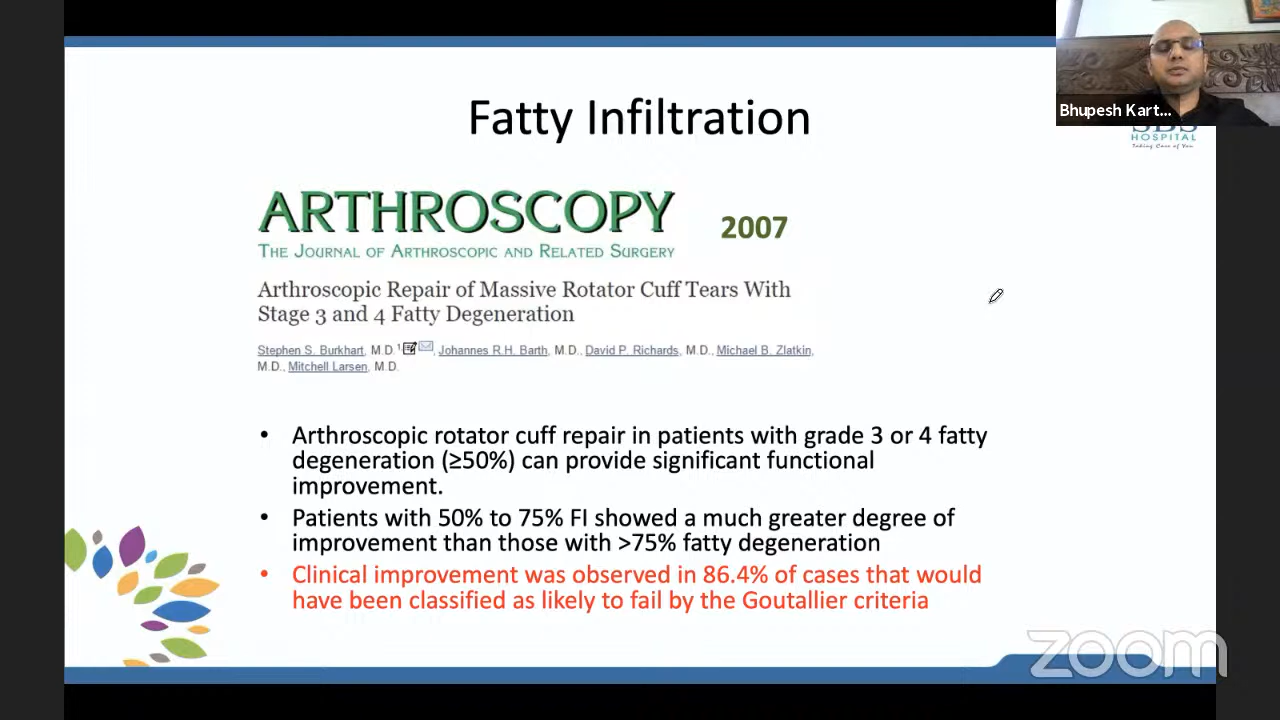 Fatty Infiltration
Bhupesh Kart...
HOSPITAL
Taking Care of You
ARTHROSCOPY
2007
THE JOURNAL OF ARTHROSCOPIC AND RELATED SURGERY
Arthroscopic Repair of Massive Rotator Cuff Tears With
Stage 3 and 4 Fatty Degeneration
Stephen S. Burkhart, M.D.¹, Johannes R.H. Barth, M.D., David P. Richards, M.D., Michael B. Zlatkin,
M.D., Mitchell Larsen, M.D.
• Arthroscopic rotator cuff repair in patients with grade 3 or 4 fatty
degeneration (≥50%) can provide significant functional
improvement.
• Patients with 50% to 75% FI showed a much greater degree of
improvement than those with >75% fatty degeneration
• Clinical improvement was observed in 86.4% of cases that would
have been classified as likely to fail by the Goutallier criteria
zoom